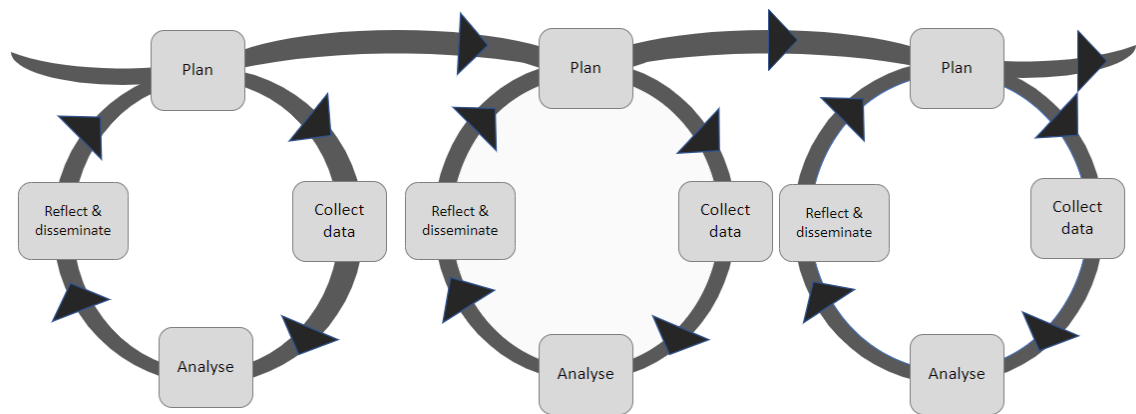 Plan
Plan
Plan
Reflect &
disseminate
Collect
data
Reflect &
disseminate
Collect
data
Reflect &
disseminate
Collect
data
Analyse
Analyse
Analyse